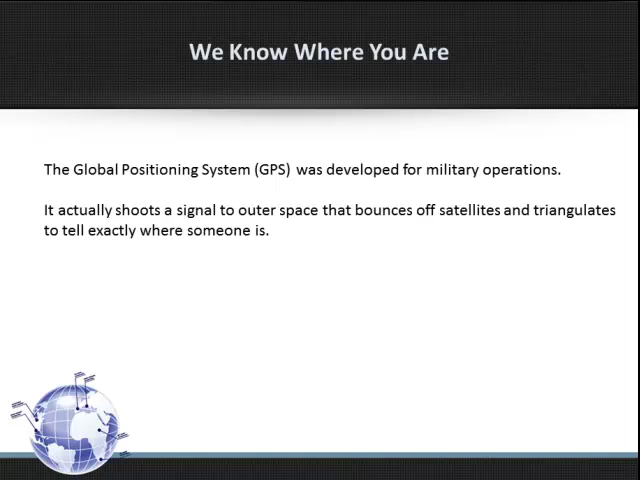 We Know Where You Are
The Global Positioning System (GPS) was developed for military operations.
It actually shoots a signal to outer space that bounces off satellites and triangulates
to tell exactly where someone is.